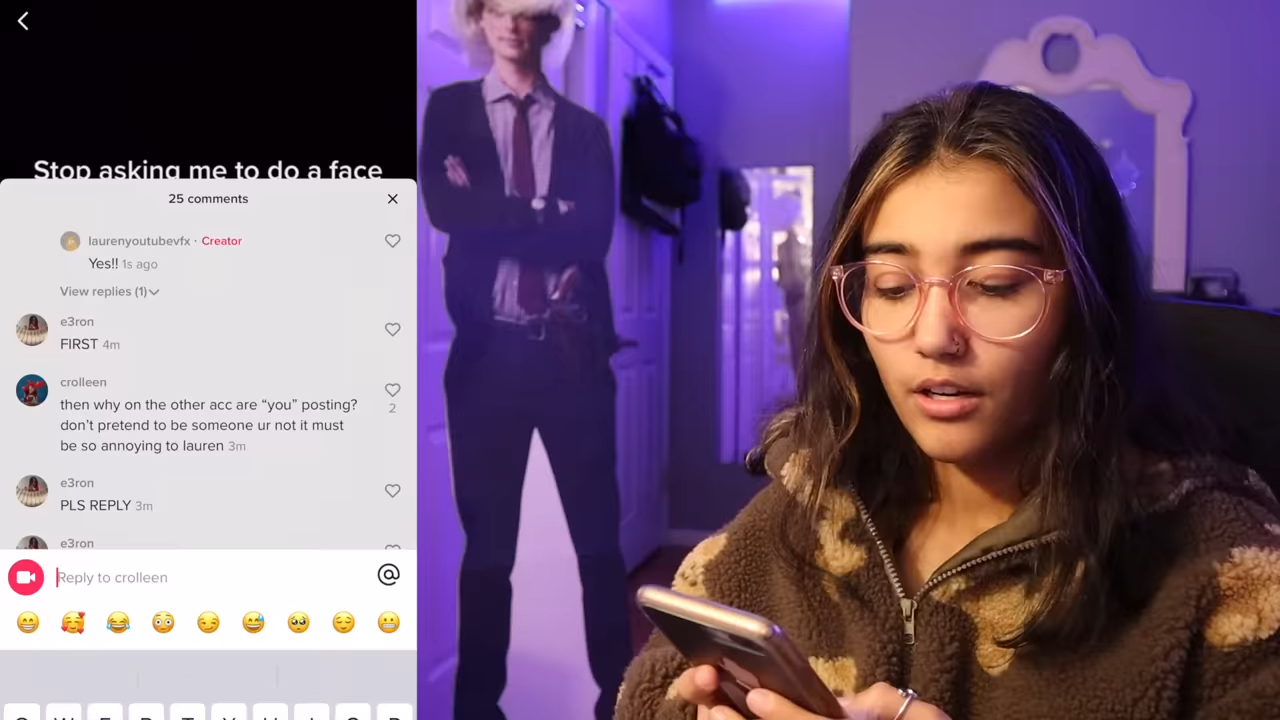 Stop asking me to do a face
25 comments
laurenyoutubevfx · Creator
Yes!! 1s ago
View replies (1)
e3ron
FIRST 4m
crolleen
then why on the other acc are “you” posting?
2
don’t pretend to be someone ur not it must
be so annoying to lauren 3m
e3ron
PLS REPLY 3m
e3ron
Reply to crolleen
@